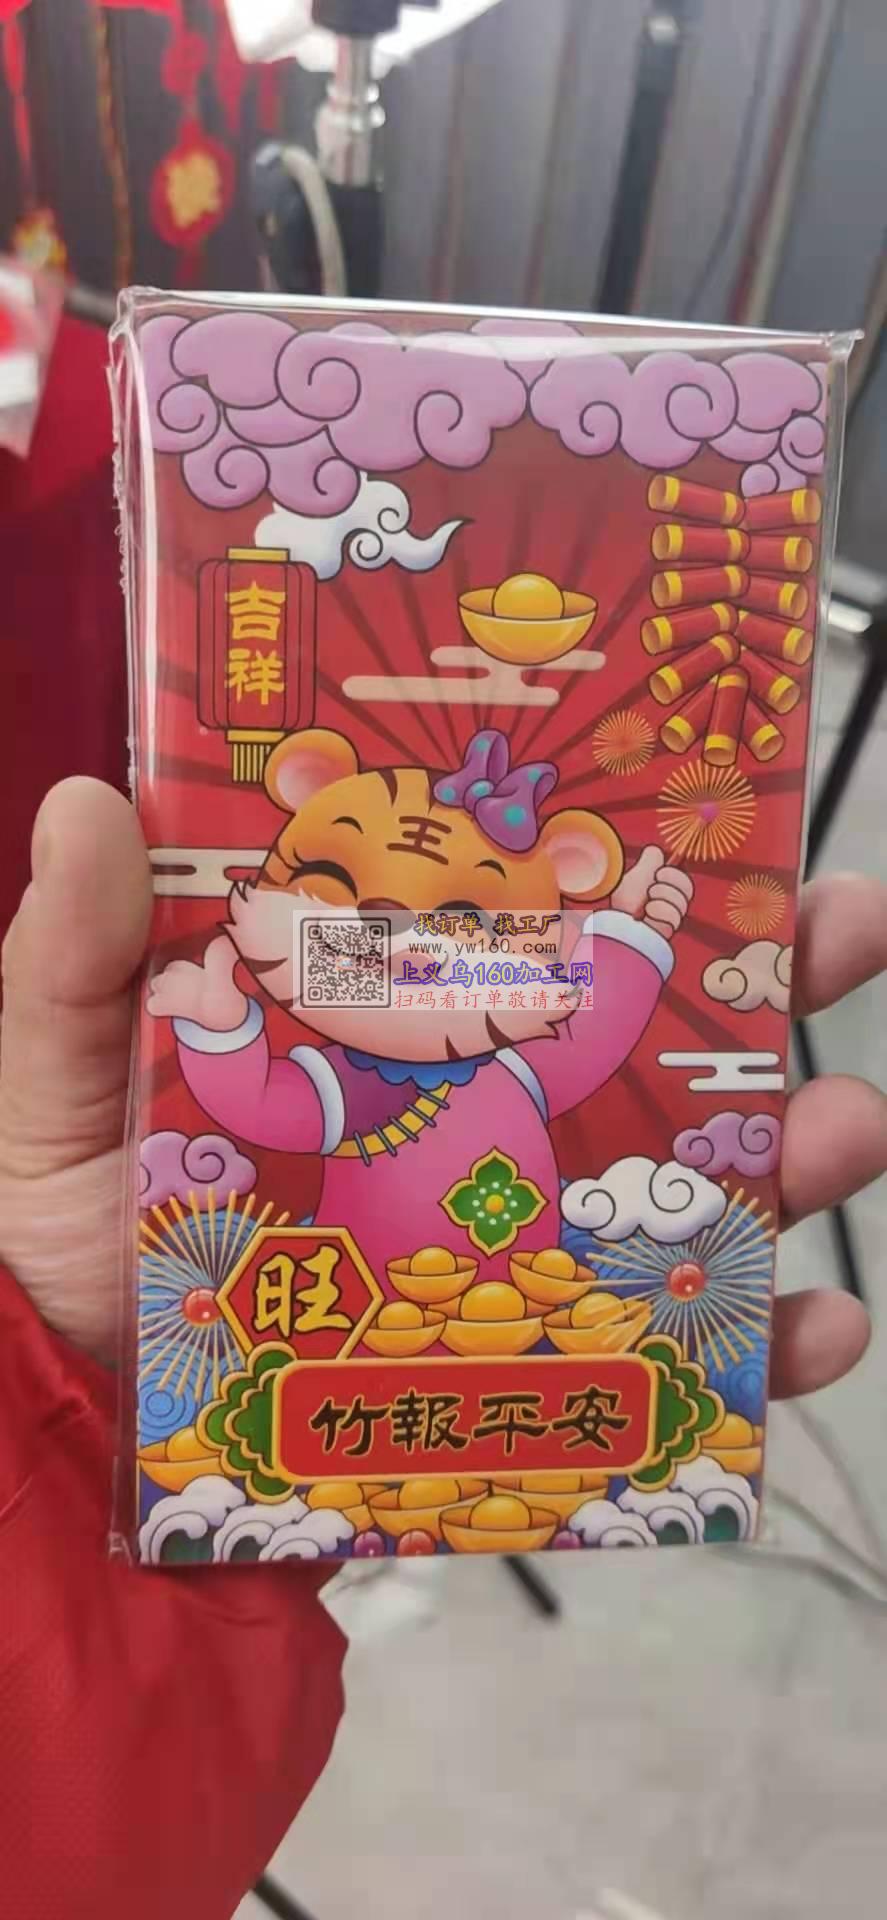 吉祥
王
找订单 找工厂
www.yw160.com
上义乌160加工网
扫码看订单敬请关注
旺
竹報平安